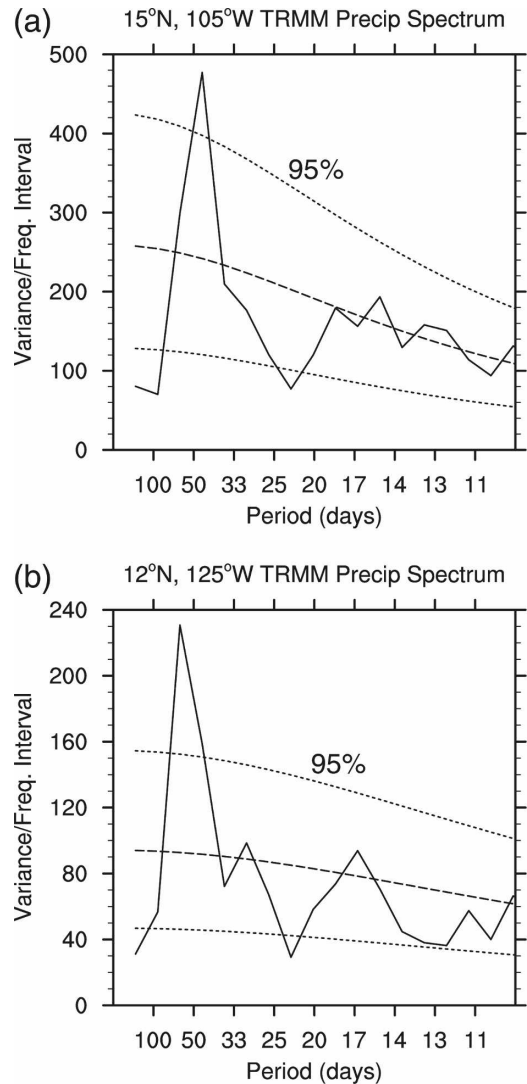 (a)
15°N, 105°W TRMM Precip Spectrum
500
400
300
200
100
0
Variance/Freq. Interval
95%
100 50 33 25 20 17 14 13 11
Period (days)
(b)
12°N, 125°W TRMM Precip Spectrum
240
200
160
120
80
40
0
Variance/Freq. Interval
95%
100 50 33 25 20 17 14 13 11
Period (days)